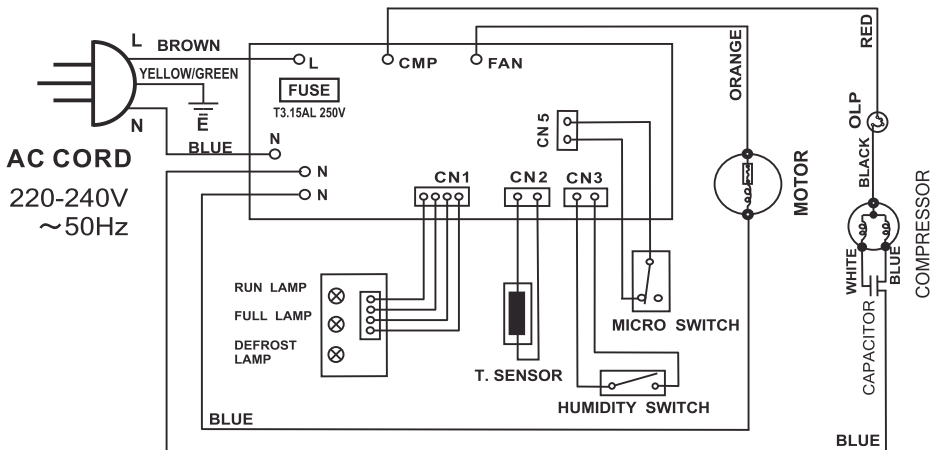 L
BROWN
YELLOW/GREEN
E
N
BLUE
AC CORD
220-240V
~50Hz
L
FUSE
T3.15AL 250V
N
N
N
CMP
FAN
CN5
CN1
CN2
CN3
RUN LAMP
FULL LAMP
DEFROST
LAMP
T. SENSOR
MICRO SWITCH
HUMIDITY SWITCH
BLUE
ORANGE
MOTOR
RED
OLP
BLACK
COMPRESSOR
WHITE
BLUE
CAPACITOR
BLUE